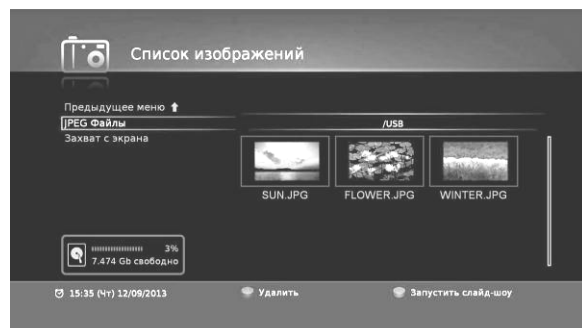 Список изображений
Предыдущее меню
JPEG Файлы
Захват с экрана
/USB
SUN.JPG FLOWER.JPG WINTER.JPG
3%
7.474 Gb свободно
15:35 (Чт) 12/09/2013 Удалить Запустить слайд-шоу